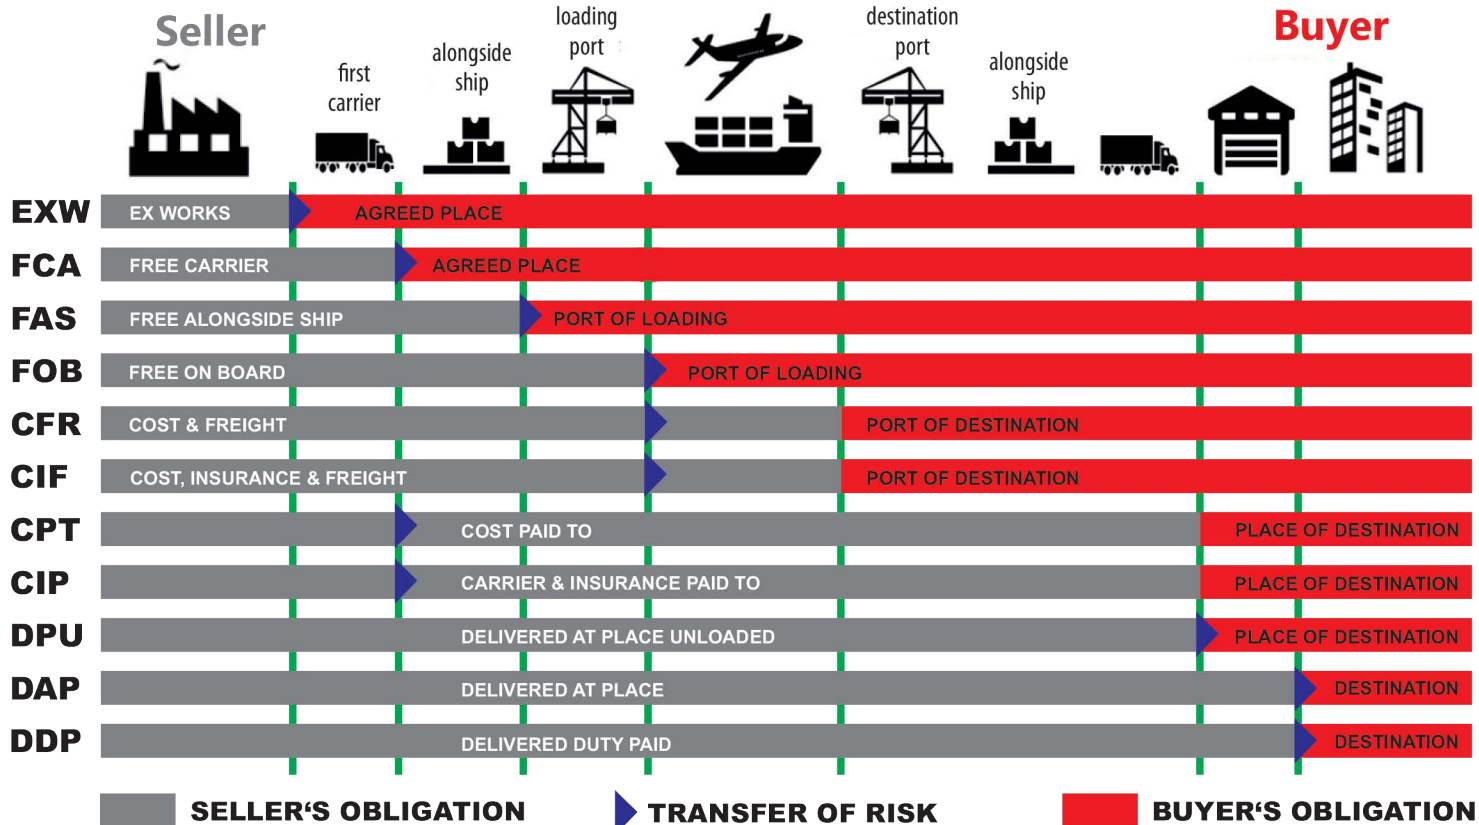 Seller
first
carrier
alongside
ship
loading
port
destination
port
alongside
ship
Buyer
EXW EX WORKS AGREED PLACE
FCA FREE CARRIER AGREED PLACE
FAS FREE ALONGSIDE SHIP PORT OF LOADING
FOB FREE ON BOARD PORT OF LOADING
CFR COST & FREIGHT PORT OF DESTINATION
CIF COST, INSURANCE & FREIGHT PORT OF DESTINATION
CPT COST PAID TO PLACE OF DESTINATION
CIP CARRIER & INSURANCE PAID TO PLACE OF DESTINATION
DPU DELIVERED AT PLACE UNLOADED PLACE OF DESTINATION
DAP DELIVERED AT PLACE DESTINATION
DDP DELIVERED DUTY PAID DESTINATION
SELLER‘S OBLIGATION TRANSFER OF RISK BUYER‘S OBLIGATION